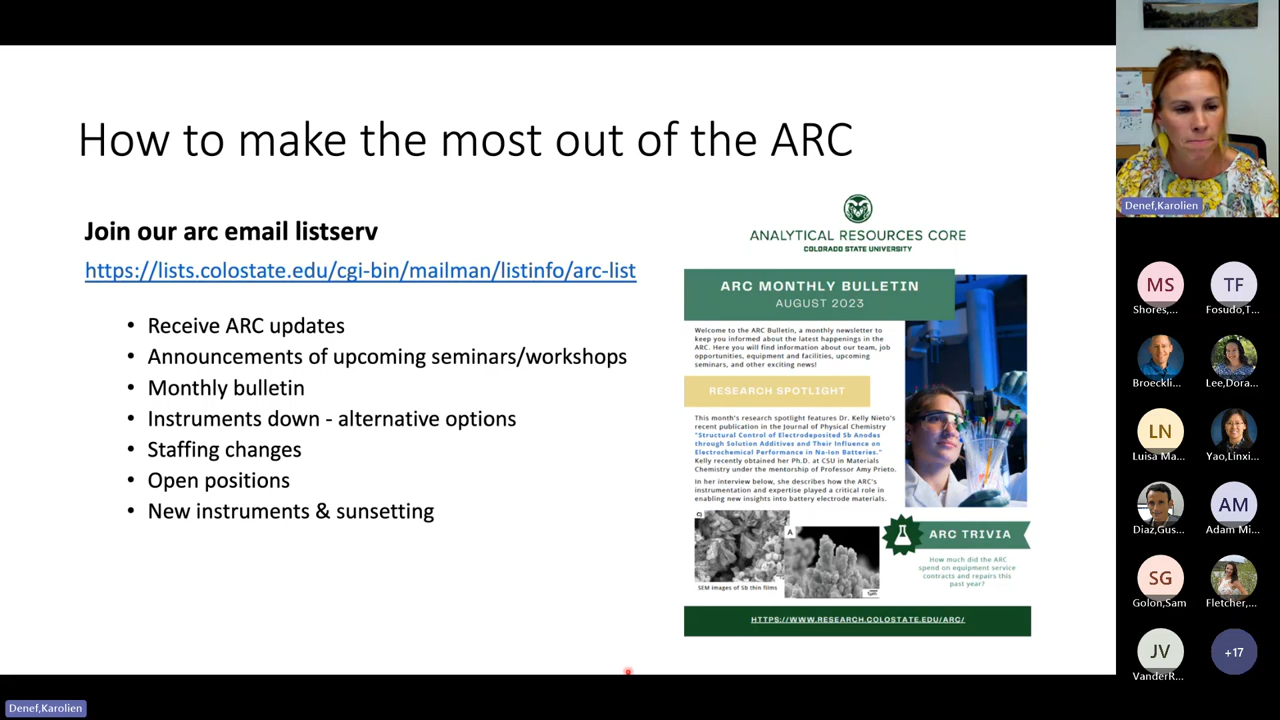 How to make the most out of the ARC
Join our arc email listserv
https://lists.colostate.edu/cgi-bin/mailman/listinfo/arc-list
• Receive ARC updates
• Announcements of upcoming seminars/workshops
• Monthly bulletin
• Instruments down - alternative options
• Staffing changes
• Open positions
• New instruments & sunsetting
ANALYTICAL RESOURCES CORE
COLORADO STATE UNIVERSITY
ARC MONTHLY BULLETIN
AUGUST 2023
Welcome to the ARC Bulletin, a monthly newsletter to
keep you informed about the latest happenings in the
ARC. Here you will find information about our team, job
opportunities, equipment and facilities, upcoming
seminars, and other exciting news!
RESEARCH SPOTLIGHT
This month's research spotlight features Dr. Kelly Nieto's
recent publication in the Journal of Physical Chemistry
"Structural Control of Electrodeposited Sb Anodes
through Solution Additives and Their Influence on
Electrochemical Performance in Na-Ion Batteries."
Kelly recently obtained her Ph.D. at CSU in Materials
Chemistry under the mentorship of Professor Amy Prieto.
In her interview below, she describes how the ARC's
instrumentation and expertise played a critical role in
enabling new insights into battery electrode materials.
A
SEM images of Sb thin films
ARC TRIVIA
How much did the ARC
spend on equipment service
contracts and repairs this
past year?
HTTPS://WWW.RESEARCH.COLOSTATE.EDU/ARC/
Denef,Karolien
MS
TF
Shores,...
Fosudo,T...
Broeckli...
Lee,Dora...
LN
Luisa Ma...
Yao,Linxi...
AM
Diaz,Gus...
Adam Mi...
SG
Golon,Sam
Fletcher,...
JV
+17
VanderR...
Denef,Karolien